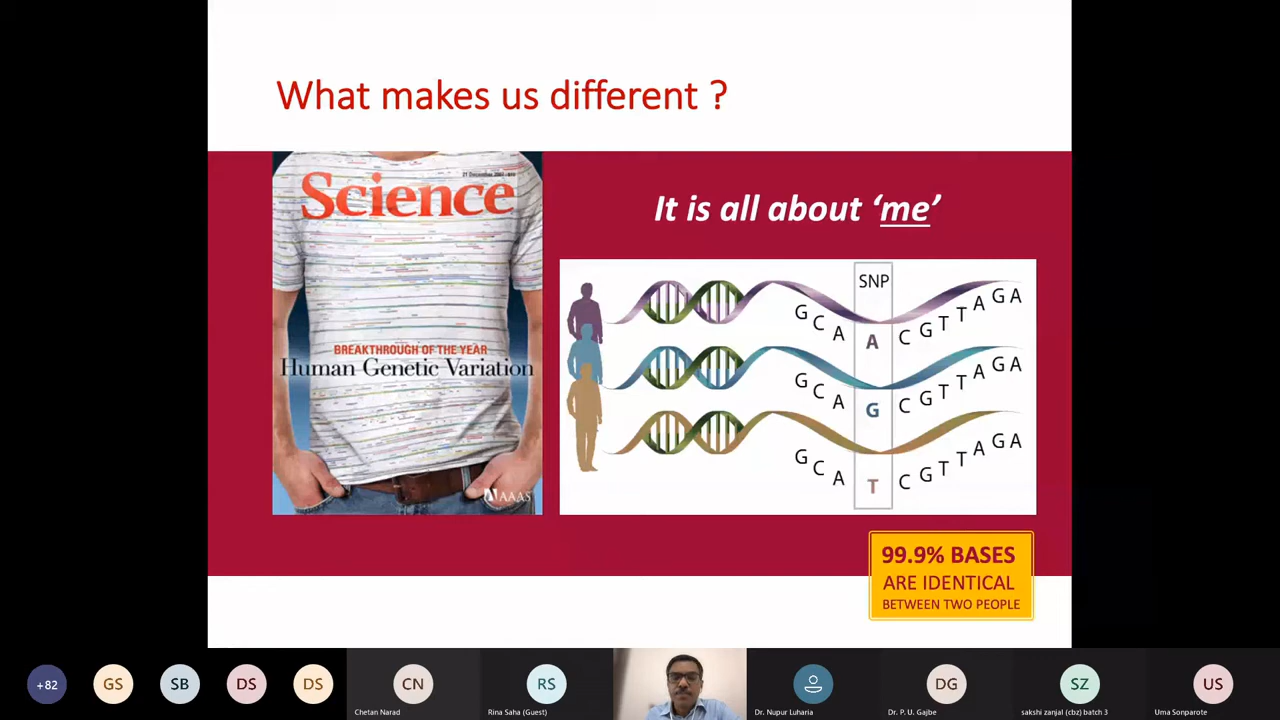 What makes us different ?
Science
BREAKTHROUGH OF THE YEAR
Human Genetic Variation
AAAS
It is all about ‘me’
SNP
G C A A C G T T A G A
G C A G C G T T A G A
G C A T C G T T A G A
99.9% BASES
ARE IDENTICAL
BETWEEN TWO PEOPLE
+82
GS
SB
DS
DS
CN
Chetan Narad
RS
Rina Saha (Guest)
Dr. Nupur Luharia
DG
Dr. P. U. Gajbe
SZ
sakshi zanjal (cbz) batch 3
US
Uma Sonparote